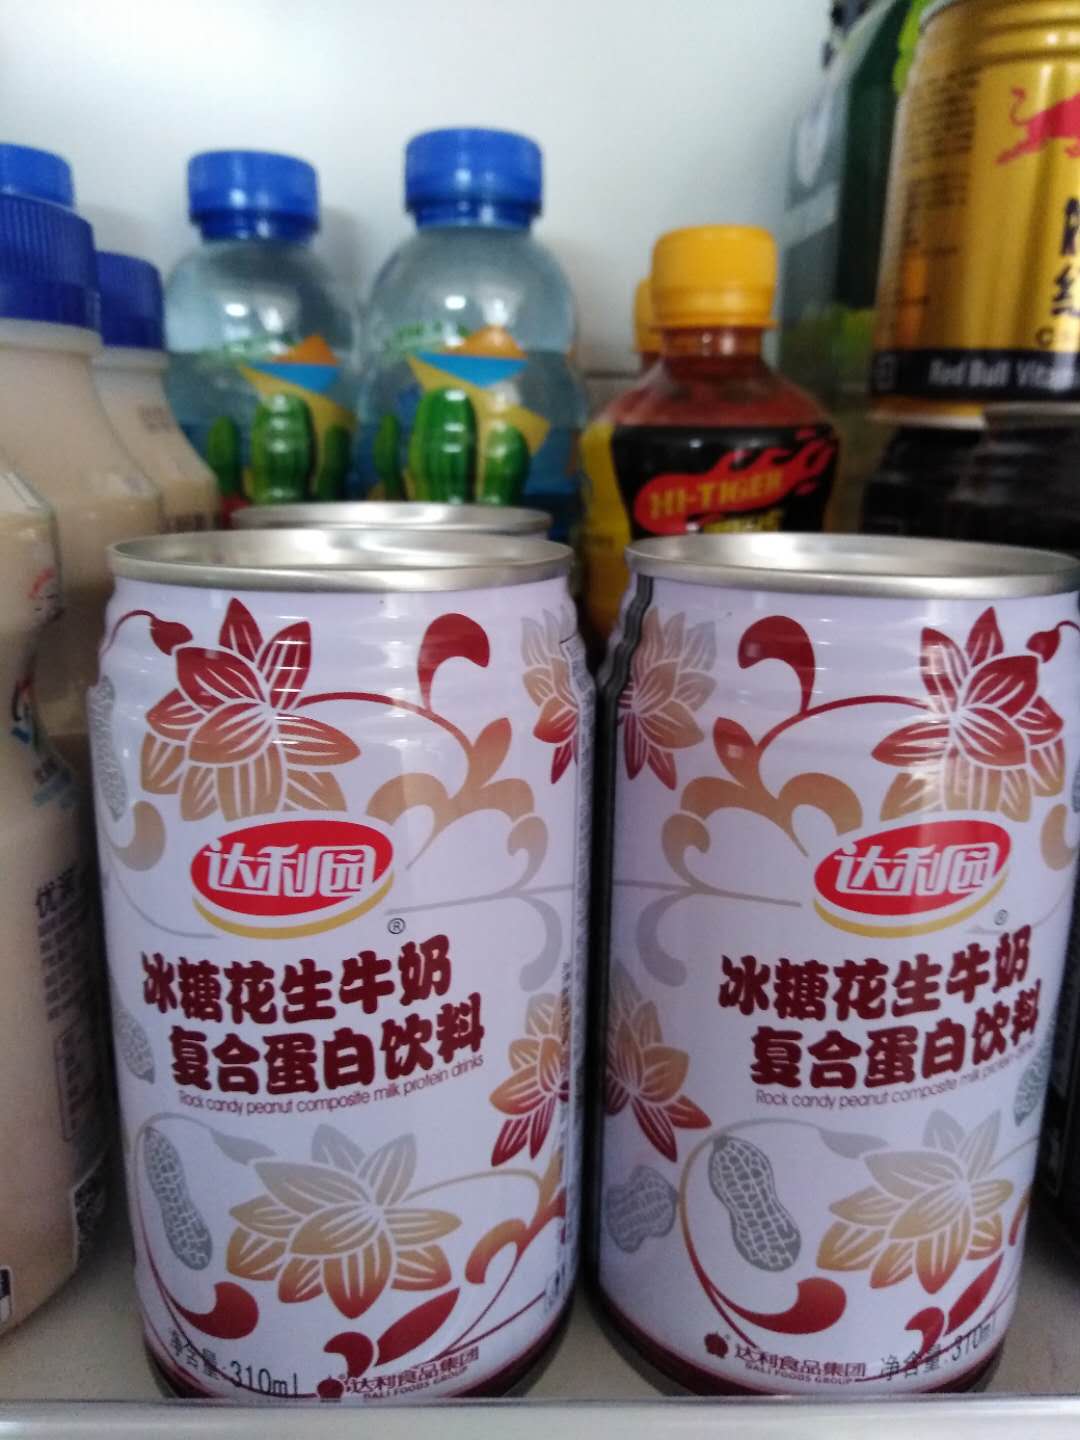 Red Bull Vita
HI-TIGER
达利园
®
冰糖花生牛奶
复合蛋白饮料
Rock candy peanut composite milk protein drinks
净含量:310ml
达利食品集团
DALI FOODS GROUP
达利园
®
冰糖花生牛奶
复合蛋白饮料
Rock candy peanut composite milk protein drinks
达利食品集团
DALI FOODS GROUP
净含量:310ml